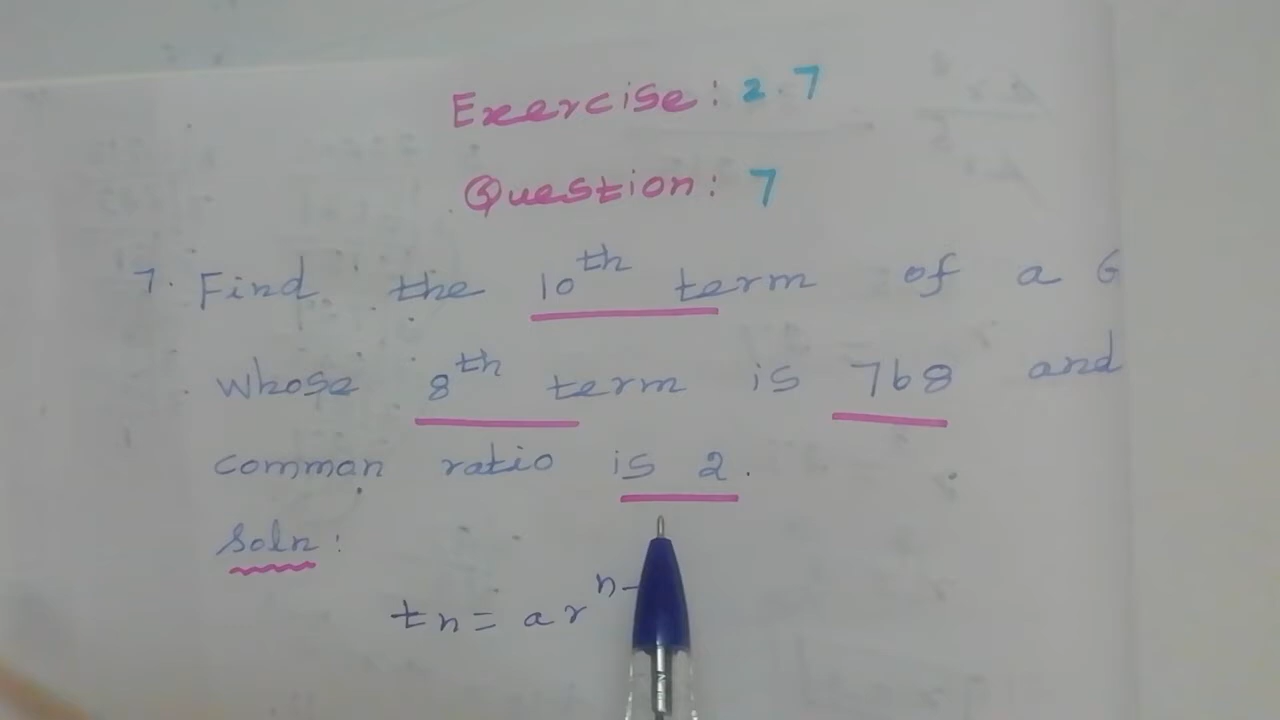 Exercise: 2.7
Question: 7
7. Find the 10th term of a G
whose 8th term is 768 and
common ratio is 2.
Soln:
tn = ar^n-